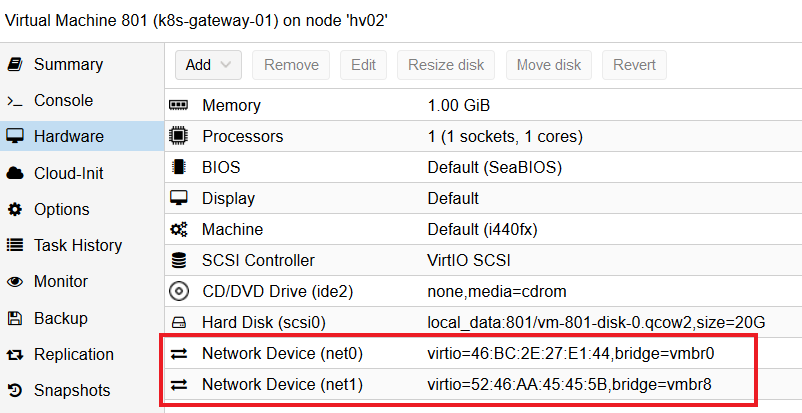 Virtual Machine 801 (k8s-gateway-01) on node 'hv02'
Summary
Console
Hardware
Cloud-Init
Options
Task History
Monitor
Backup
Replication
Snapshots
Add Remove Edit Resize disk Move disk Revert
Memory 1.00 GiB
Processors 1 (1 sockets, 1 cores)
BIOS Default (SeaBIOS)
Display Default
Machine Default (i440fx)
SCSI Controller VirtIO SCSI
CD/DVD Drive (ide2) none,media=cdrom
Hard Disk (scsi0) local_data:801/vm-801-disk-0.qcow2,size=20G
Network Device (net0) virtio=46:BC:2E:27:E1:44,bridge=vmbr0
Network Device (net1) virtio=52:46:AA:45:45:5B,bridge=vmbr8